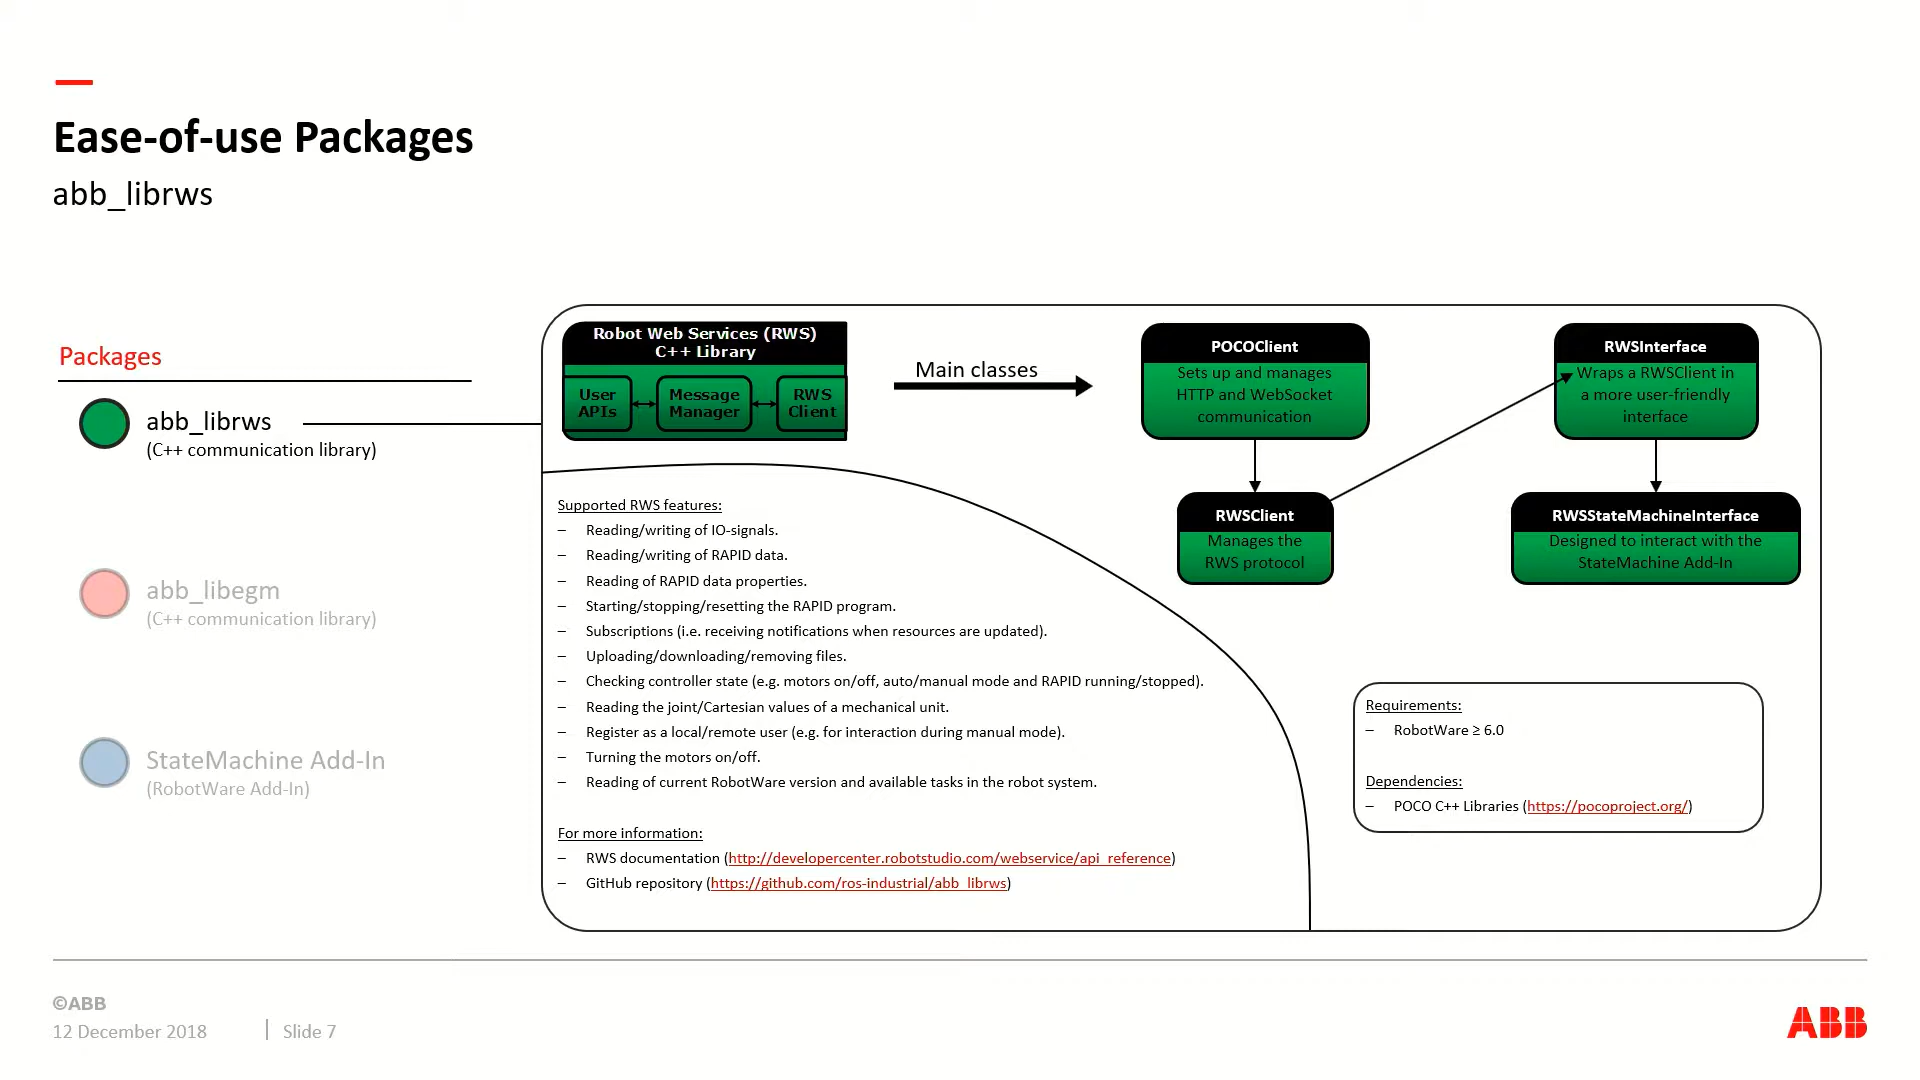 Ease-of-use Packages
abb_librws
Packages
abb_librws
(C++ communication library)
abb_libegm
(C++ communication library)
StateMachine Add-In
(RobotWare Add-In)
Robot Web Services (RWS)
C++ Library
User
APIs
Message
Manager
RWS
Client
Main classes
POCOClient
Sets up and manages
HTTP and WebSocket
communication
RWSInterface
Wraps a RWSClient in
a more user-friendly
interface
RWSClient
Manages the
RWS protocol
RWSStateMachineInterface
Designed to interact with the
StateMachine Add-In
Supported RWS features:
– Reading/writing of IO-signals.
– Reading/writing of RAPID data.
– Reading of RAPID data properties.
– Starting/stopping/resetting the RAPID program.
– Subscriptions (i.e. receiving notifications when resources are updated).
– Uploading/downloading/removing files.
– Checking controller state (e.g. motors on/off, auto/manual mode and RAPID running/stopped).
– Reading the joint/Cartesian values of a mechanical unit.
– Register as a local/remote user (e.g. for interaction during manual mode).
– Turning the motors on/off.
– Reading of current RobotWare version and available tasks in the robot system.
For more information:
– RWS documentation (http://developercenter.robotstudio.com/webservice/api_reference)
– GitHub repository (https://github.com/ros-industrial/abb_librws)
Requirements:
– RobotWare ≥ 6.0
Dependencies:
– POCO C++ Libraries (https://pocoproject.org/)
©ABB
12 December 2018
Slide 7
ABB